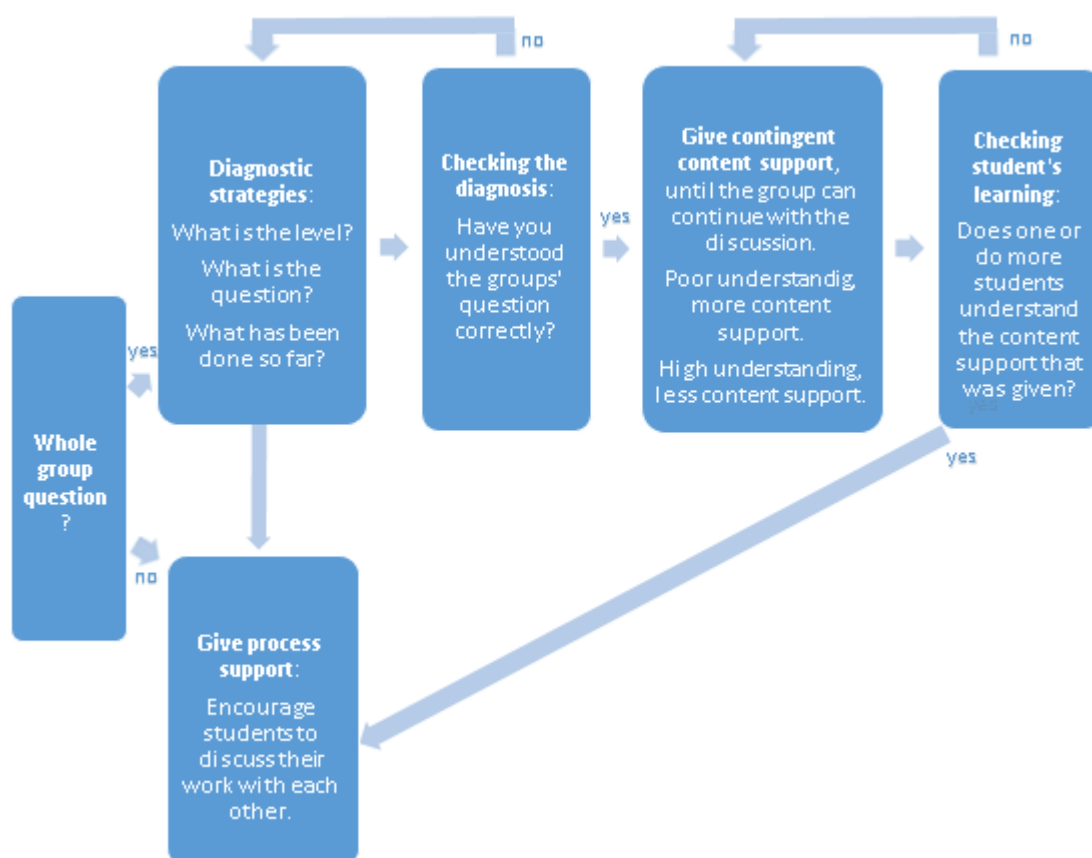 no
no
Diagnostic
strategies:
What is the level?
What is the
question?
What has been
done so far?
Checking the
diagnosis:
Have you
understood
the groups'
question
correctly?
yes
Give contingent
content support,
until the group can
continue with the
discussion.
Poor understandig,
more content
support.
High understanding,
less content support.
Checking
student's
learning:
Does one or
do more
students
understand
the content
support that
was given?
yes
yes
yes
Whole
group
question
?
no
Give process
support:
Encourage
students to
discuss their
work with each
other.